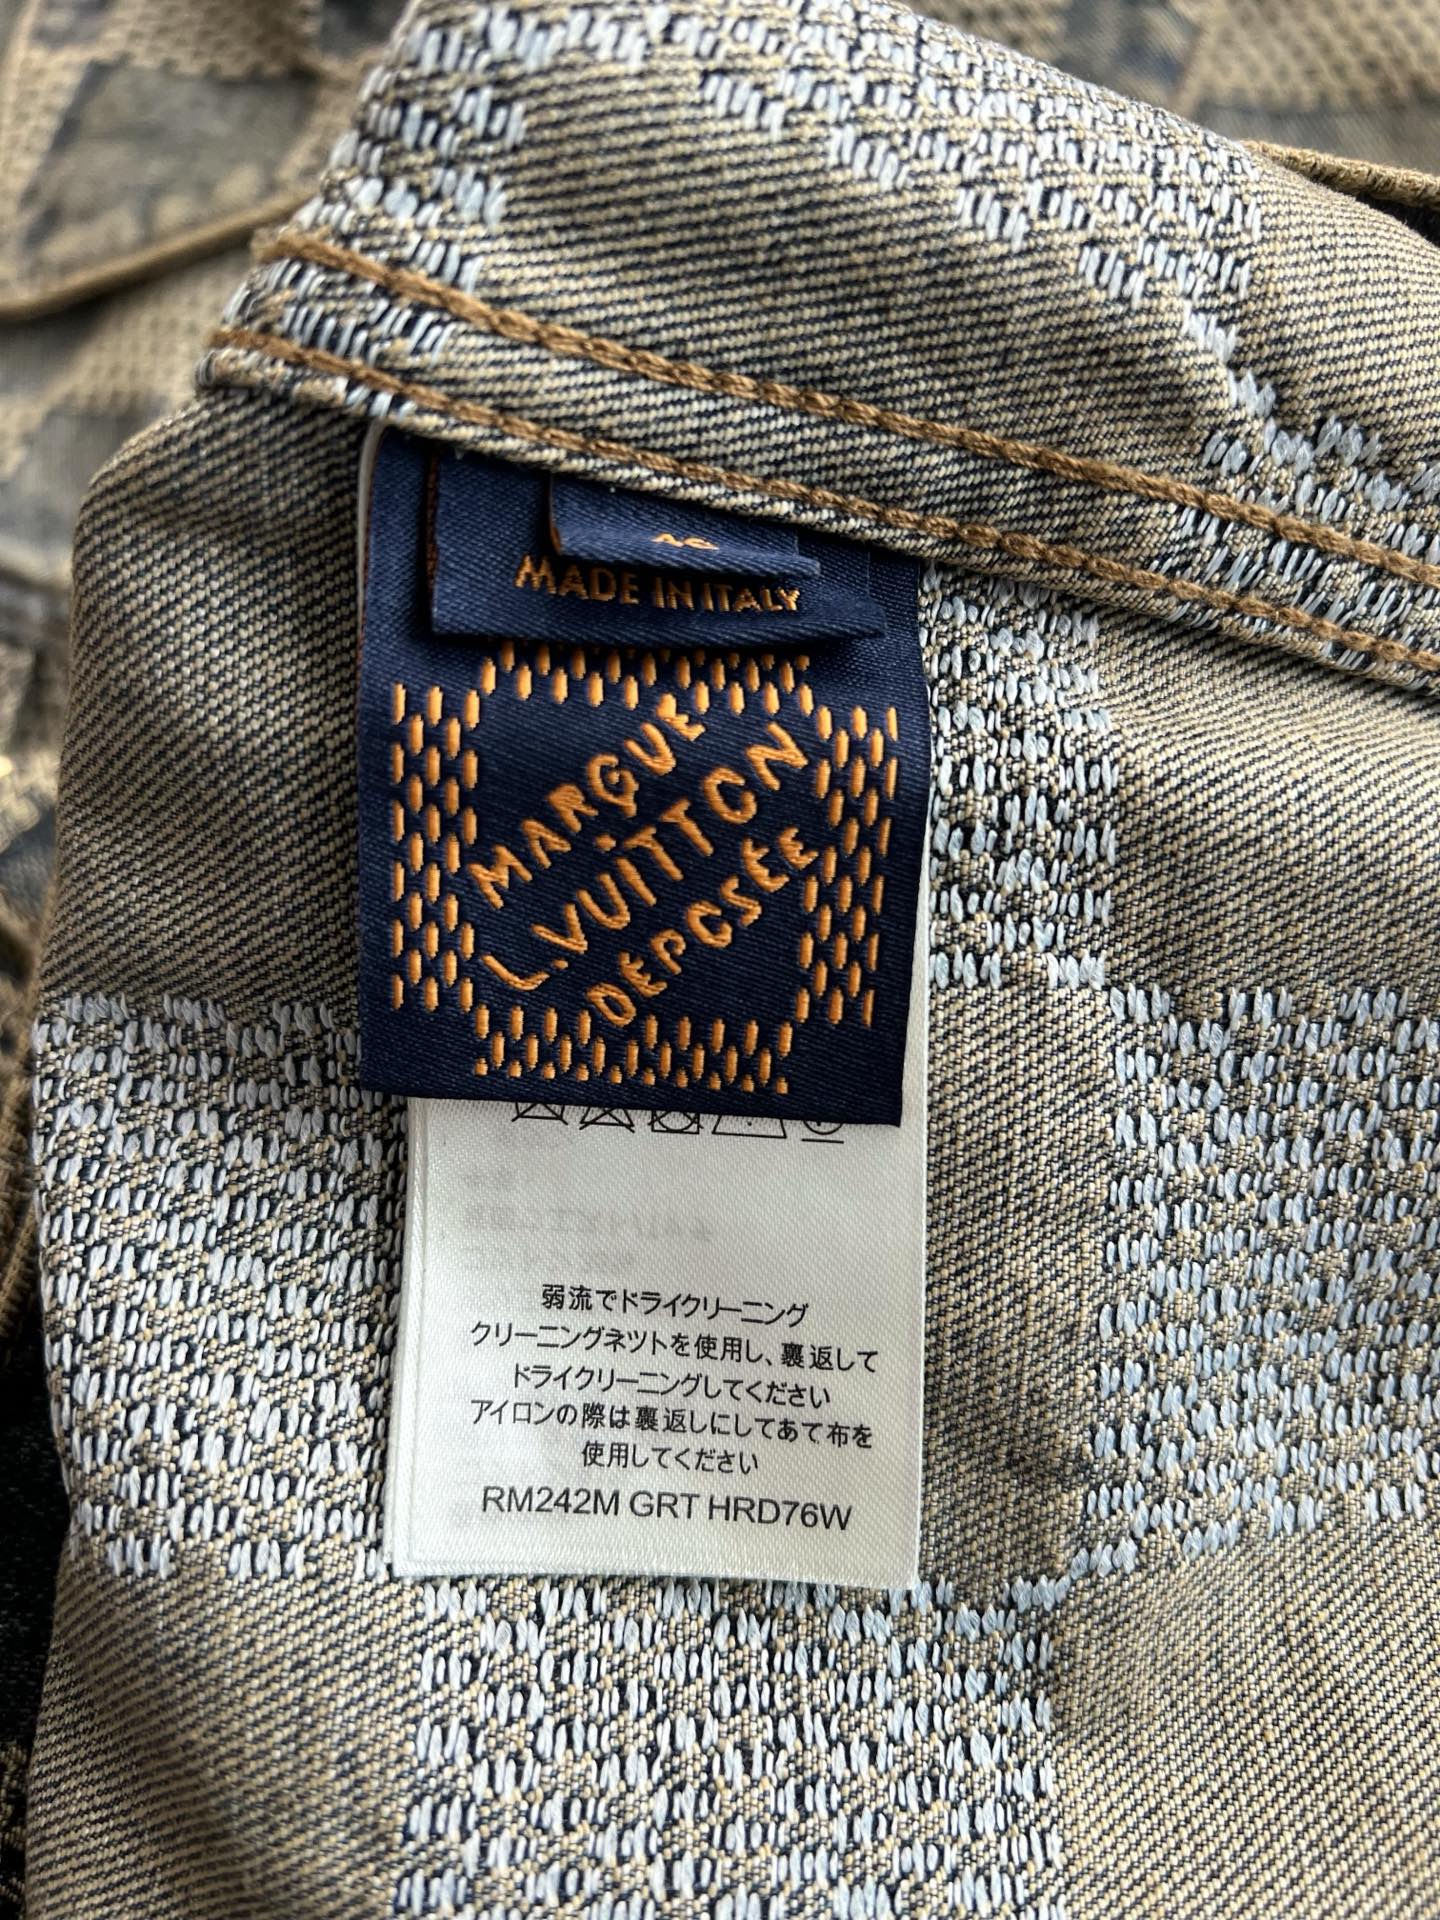 MADE IN ITALY
MARQUE
L.VUITTON
DÉPOSÉE
弱流でドライクリーニング
クリーニングネツトを使用し、裏返して
ドライクリーニングしてください
アイロンの際は裏返しにしてあて布を
使用してください
RM242M GRT HRD76W